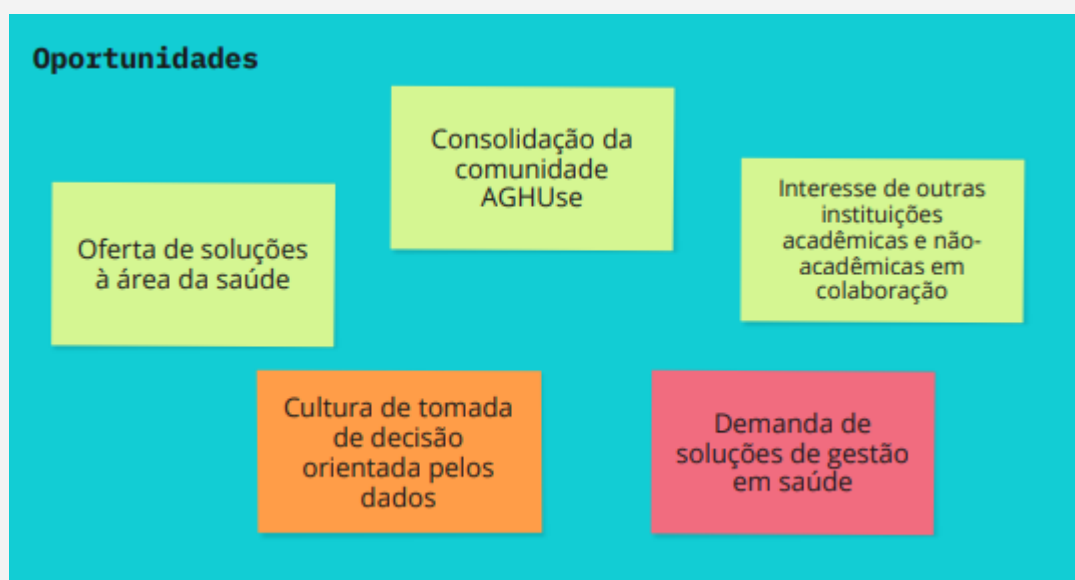 Oportunidades
Consolidação da
comunidade
AGHUse
Interesse de outras
instituições
acadêmicas e não-
acadêmicas em
colaboração
Oferta de soluções
à área da saúde
Cultura de tomada
de decisão
orientada pelos
dados
Demanda de
soluções de gestão
em saúde